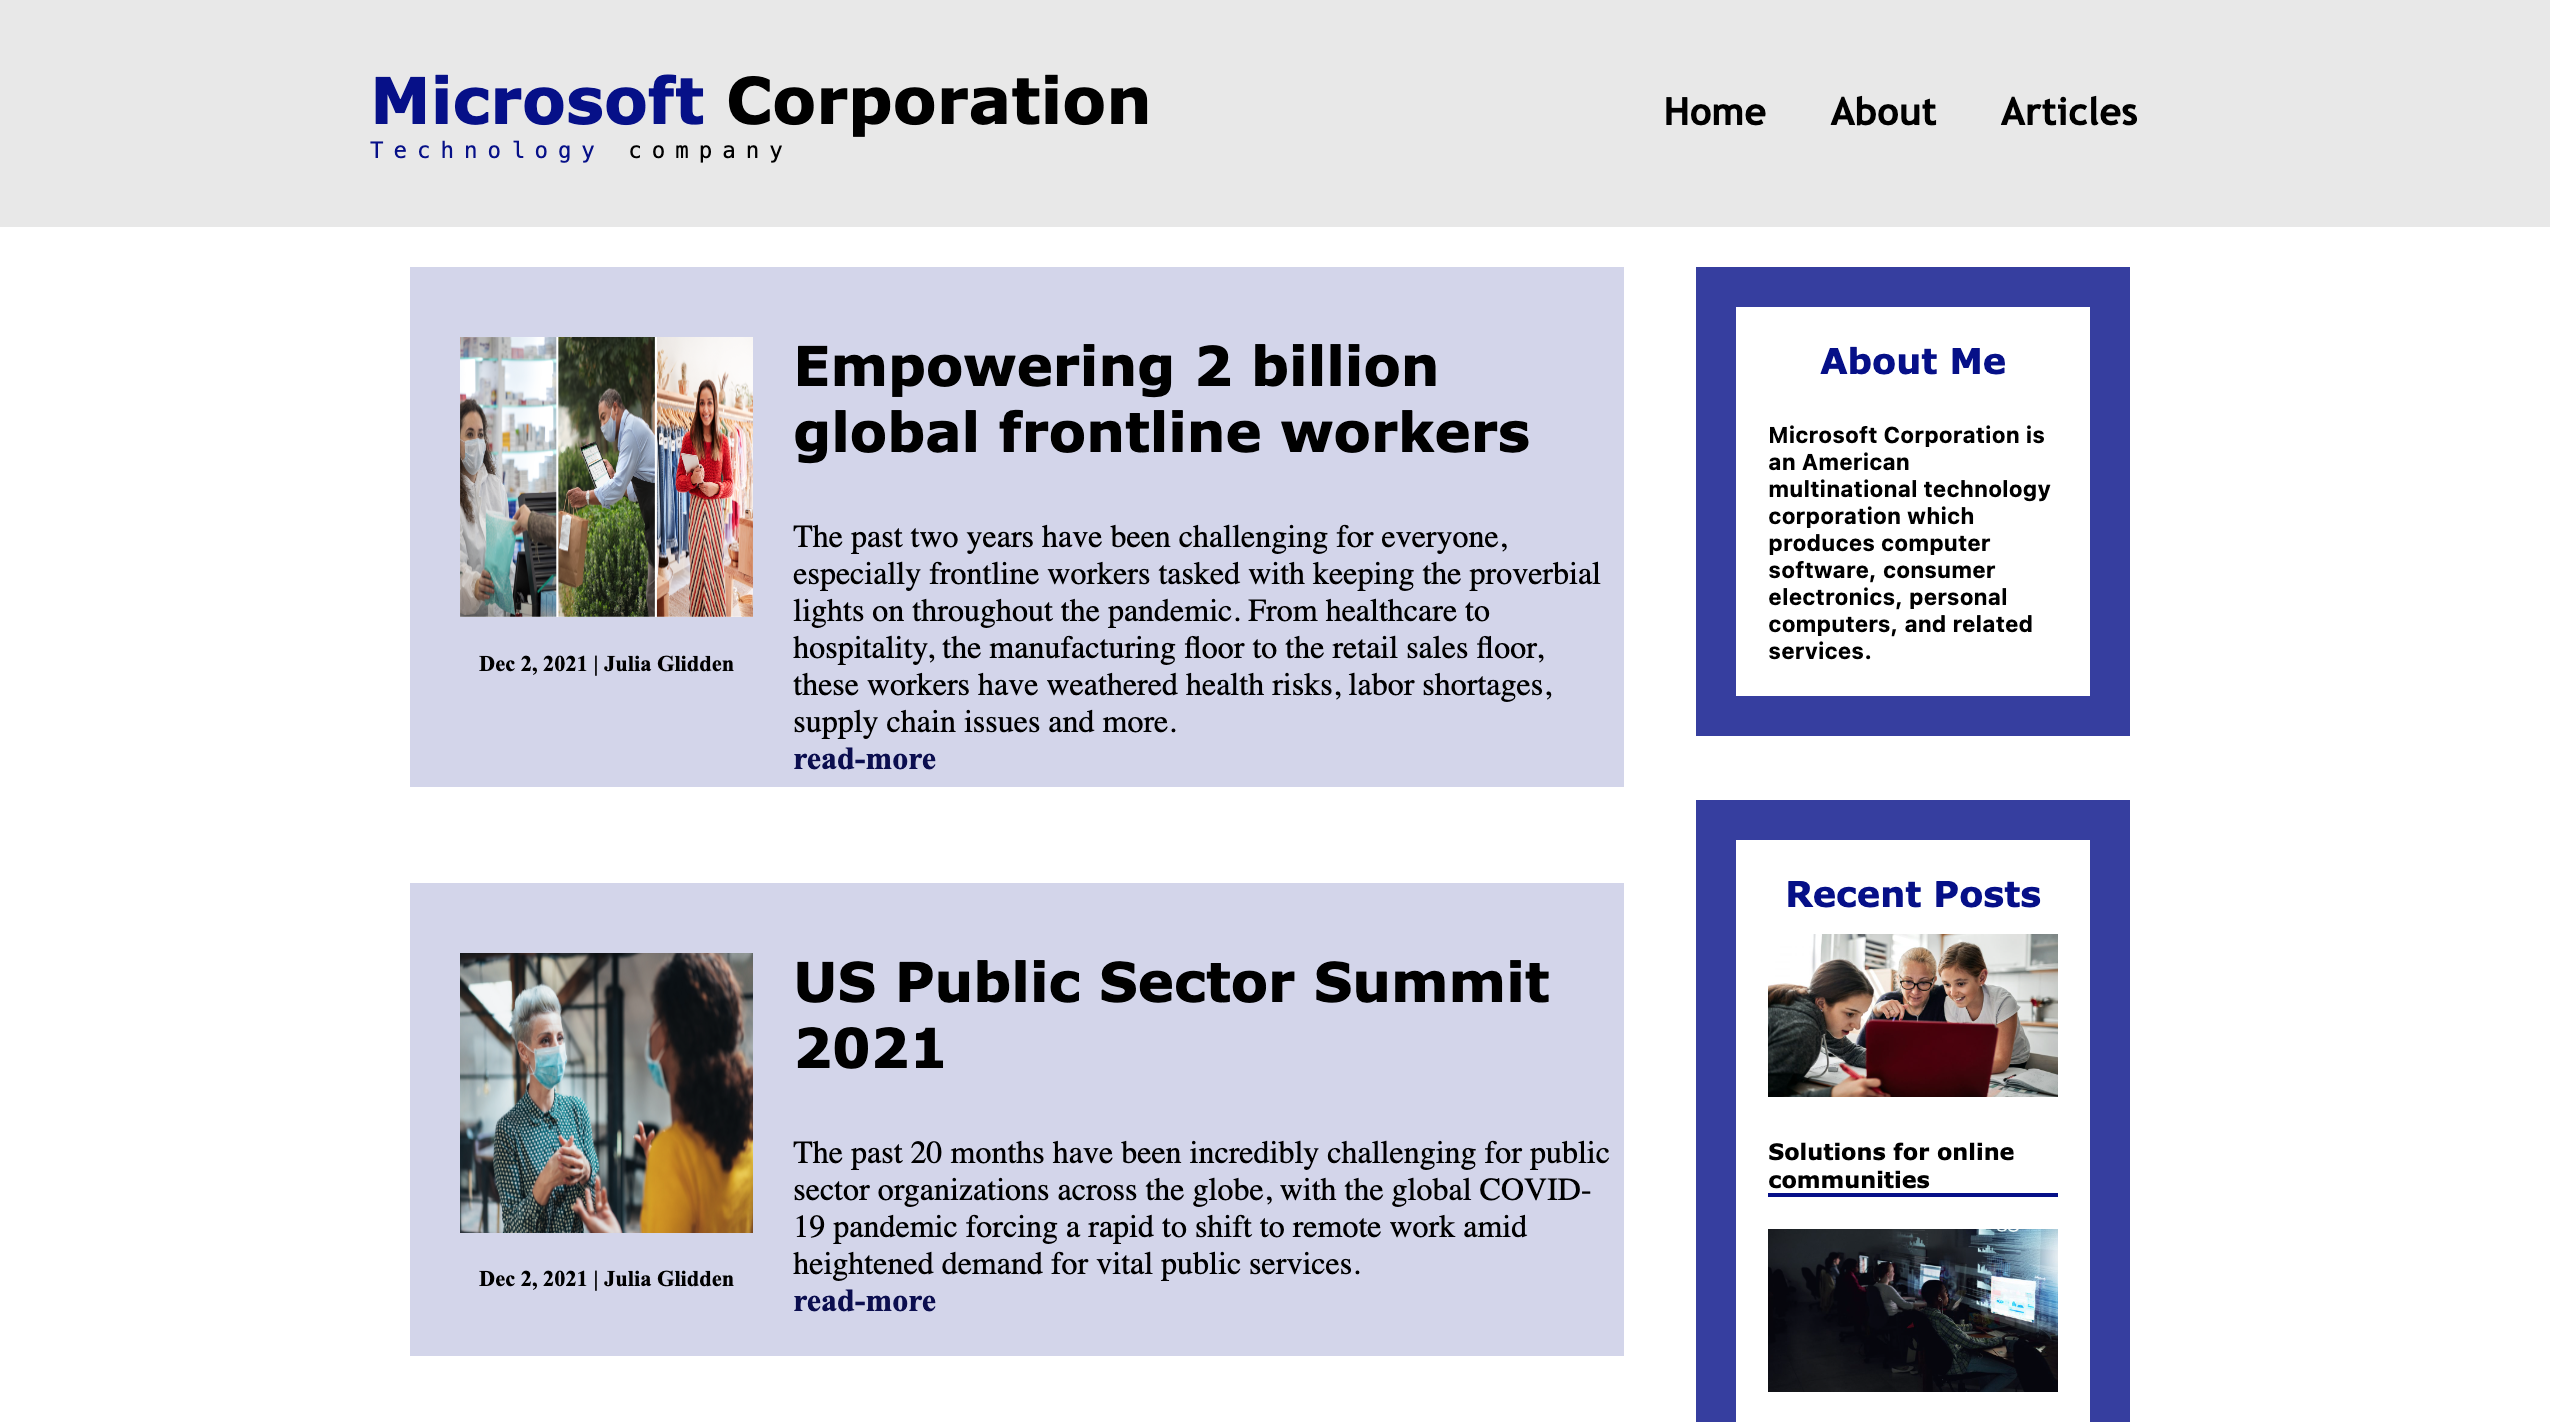 Microsoft Corporation
Technology company
Home About Articles
Empowering 2 billion
global frontline workers
The past two years have been challenging for everyone,
especially frontline workers tasked with keeping the proverbial
lights on throughout the pandemic. From healthcare to
hospitality, the manufacturing floor to the retail sales floor,
these workers have weathered health risks, labor shortages,
supply chain issues and more.
read-more
Dec 2, 2021 | Julia Glidden
US Public Sector Summit
2021
The past 20 months have been incredibly challenging for public
sector organizations across the globe, with the global COVID-
19 pandemic forcing a rapid to shift to remote work amid
heightened demand for vital public services.
read-more
Dec 2, 2021 | Julia Glidden
About Me
Microsoft Corporation is
an American
multinational technology
corporation which
produces computer
software, consumer
electronics, personal
computers, and related
services.
Recent Posts
Solutions for online
communities